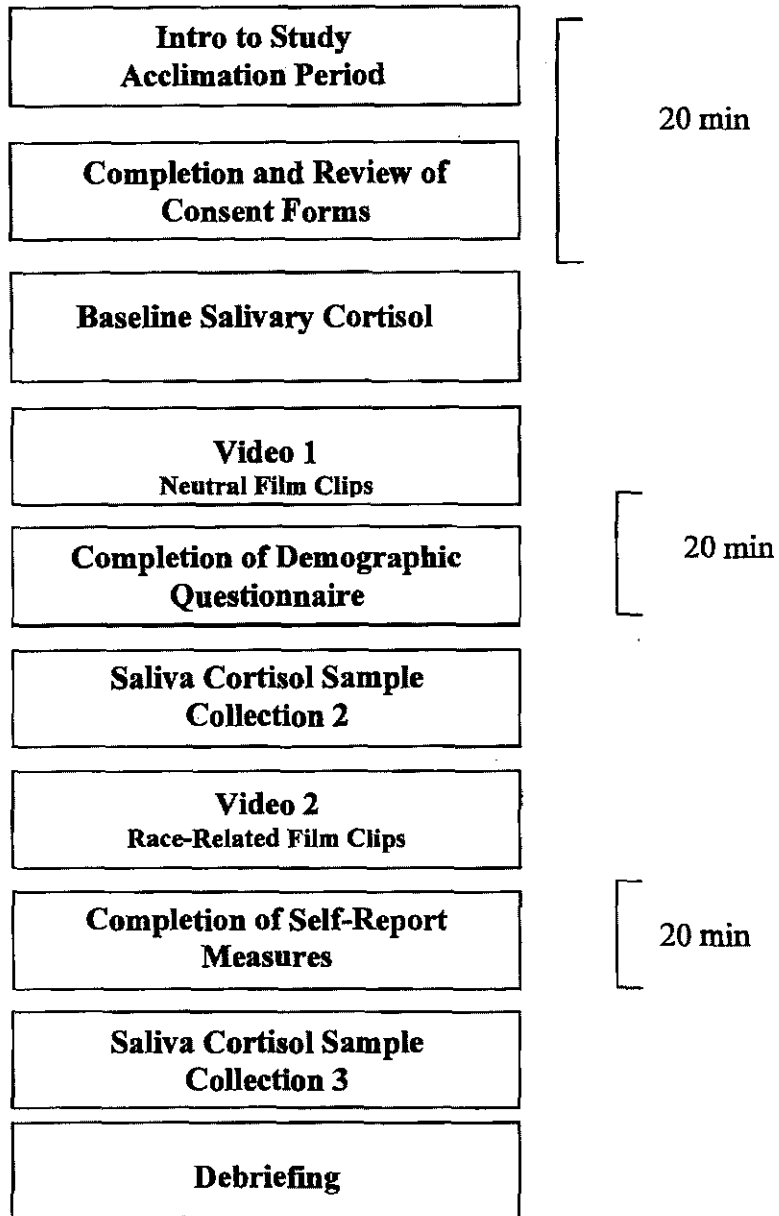 Intro to Study
Acclimation Period
20 min
Completion and Review of
Consent Forms
Baseline Salivary Cortisol
Video 1
Neutral Film Clips
Completion of Demographic
Questionnaire
20 min
Saliva Cortisol Sample
Collection 2
Video 2
Race-Related Film Clips
Completion of Self-Report
Measures
20 min
Saliva Cortisol Sample
Collection 3
Debriefing